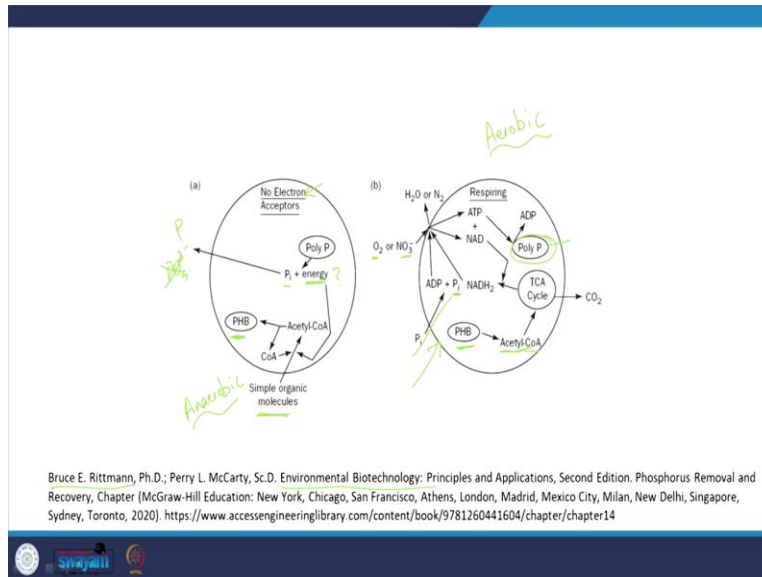 Aerobic
(a)
No Electron
Acceptors
P
Poly P
Pi + energy ?
PHB
Acetyl-CoA
CoA
Simple organic
molecules
Anaerobic
(b)
H2O or N2
Respiring
ATP
+
NAD
ADP
Poly P
O2 or NO3-
ADP + Pi NADH2
TCA
Cycle
CO2
Pi
PHB
Acetyl-CoA
Bruce E. Rittmann, Ph.D.; Perry L. McCarty, Sc.D. Environmental Biotechnology: Principles and Applications, Second Edition. Phosphorus Removal and
Recovery, Chapter (McGraw-Hill Education: New York, Chicago, San Francisco, Athens, London, Madrid, Mexico City, Milan, New Delhi, Singapore,
Sydney, Toronto, 2020). https://www.accessengineeringlibrary.com/content/book/9781260441604/chapter/chapter14
swayam